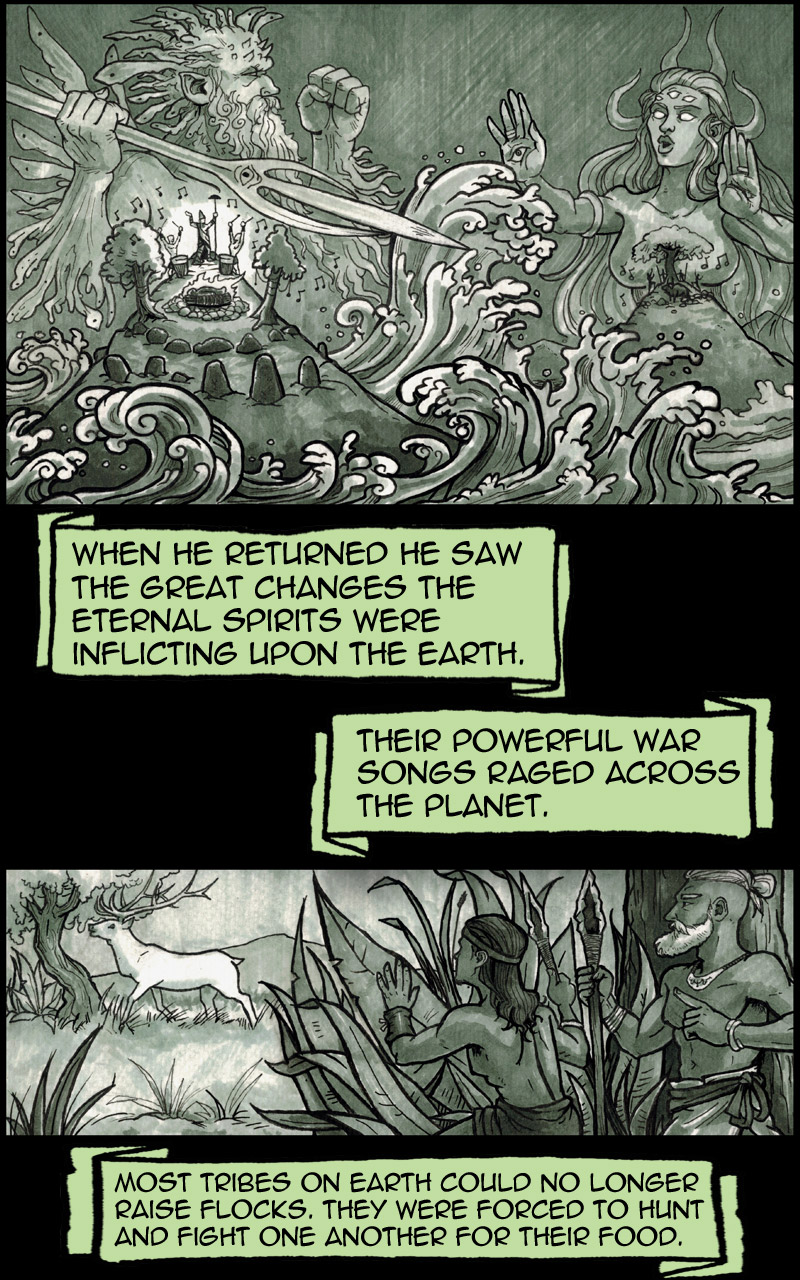 WHEN HE RETURNED HE SAW
THE GREAT CHANGES THE
ETERNAL SPIRITS WERE
INFLICTING UPON THE EARTH.
THEIR POWERFUL WAR
SONGS RAGED ACROSS
THE PLANET.
MOST TRIBES ON EARTH COULD NO LONGER
RAISE FLOCKS. THEY WERE FORCED TO HUNT
AND FIGHT ONE ANOTHER FOR THEIR FOOD.